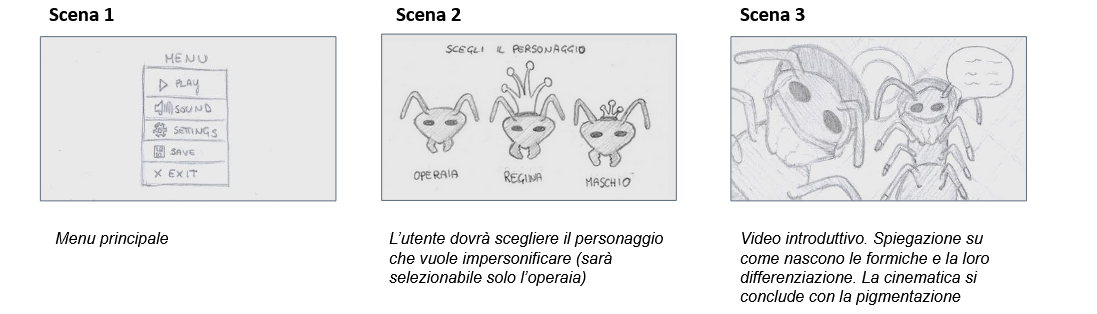 Scena 1
MENU
PLAY
SOUND
SETTINGS
SAVE
X EXIT
Menu principale
Scena 2
SCEGLI IL PERSONAGGIO
OPERAIA
REGINA
MASCHIO
L’utente dovrà scegliere il personaggio
che vuole impersonificare (sarà
selezionabile solo l’operaia)
Scena 3
Video introduttivo. Spiegazione su
come nascono le formiche e la loro
differenziazione. La cinematica si
conclude con la pigmentazione